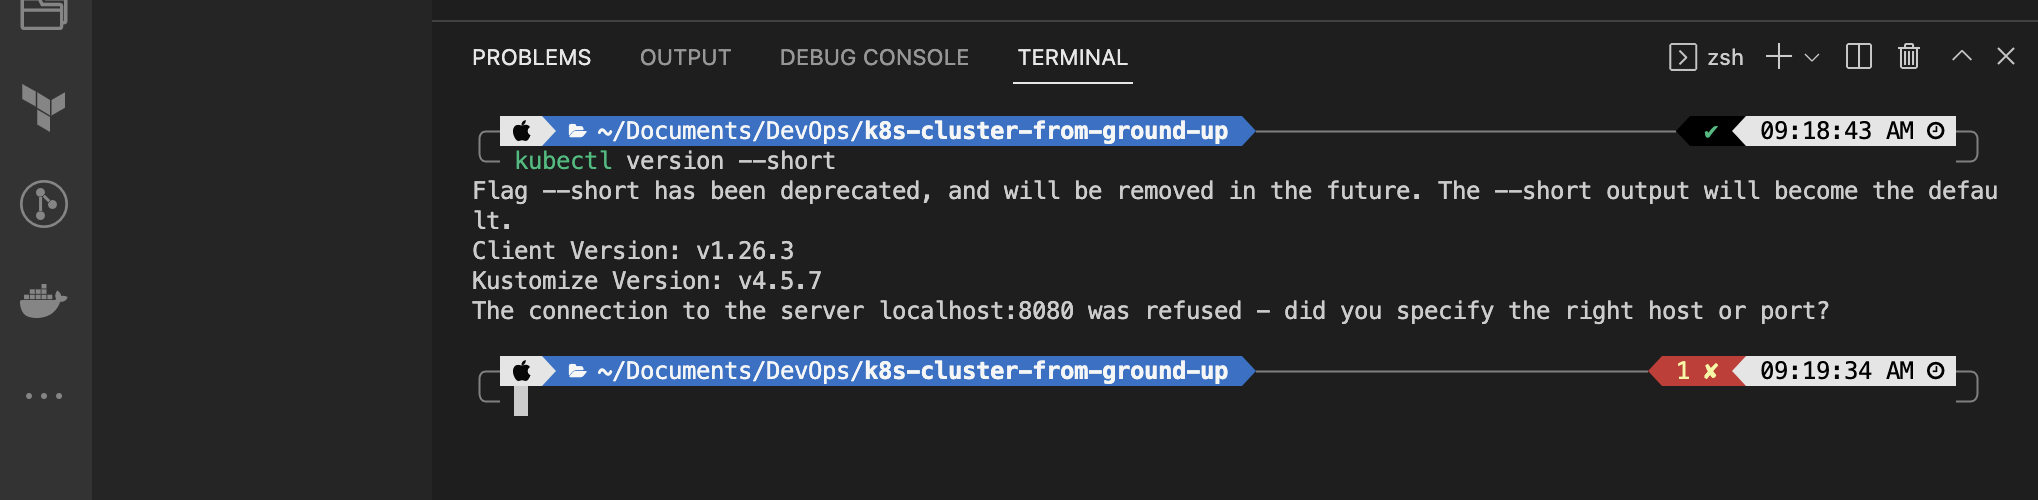 PROBLEMS OUTPUT DEBUG CONSOLE TERMINAL zsh
~/Documents/DevOps/k8s-cluster-from-ground-up ✔ 09:18:43 AM
kubectl version --short
Flag --short has been deprecated, and will be removed in the future. The --short output will become the defau
lt.
Client Version: v1.26.3
Kustomize Version: v4.5.7
The connection to the server localhost:8080 was refused - did you specify the right host or port?
~/Documents/DevOps/k8s-cluster-from-ground-up 1 ✘ 09:19:34 AM